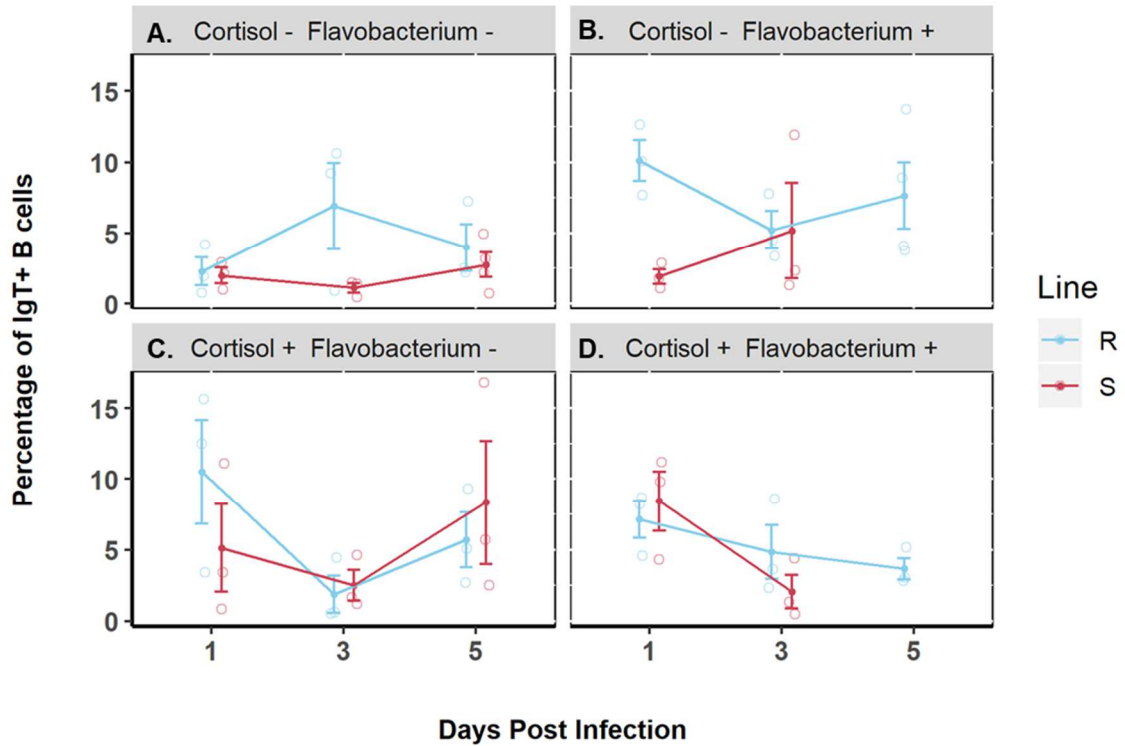 A. Cortisol - Flavobacterium -
B. Cortisol - Flavobacterium +
15
10
5
0
C. Cortisol + Flavobacterium -
D. Cortisol + Flavobacterium +
15
10
5
0
1 3 5
1 3 5
Percentage of IgT+ B cells
Days Post Infection
Line
R
S